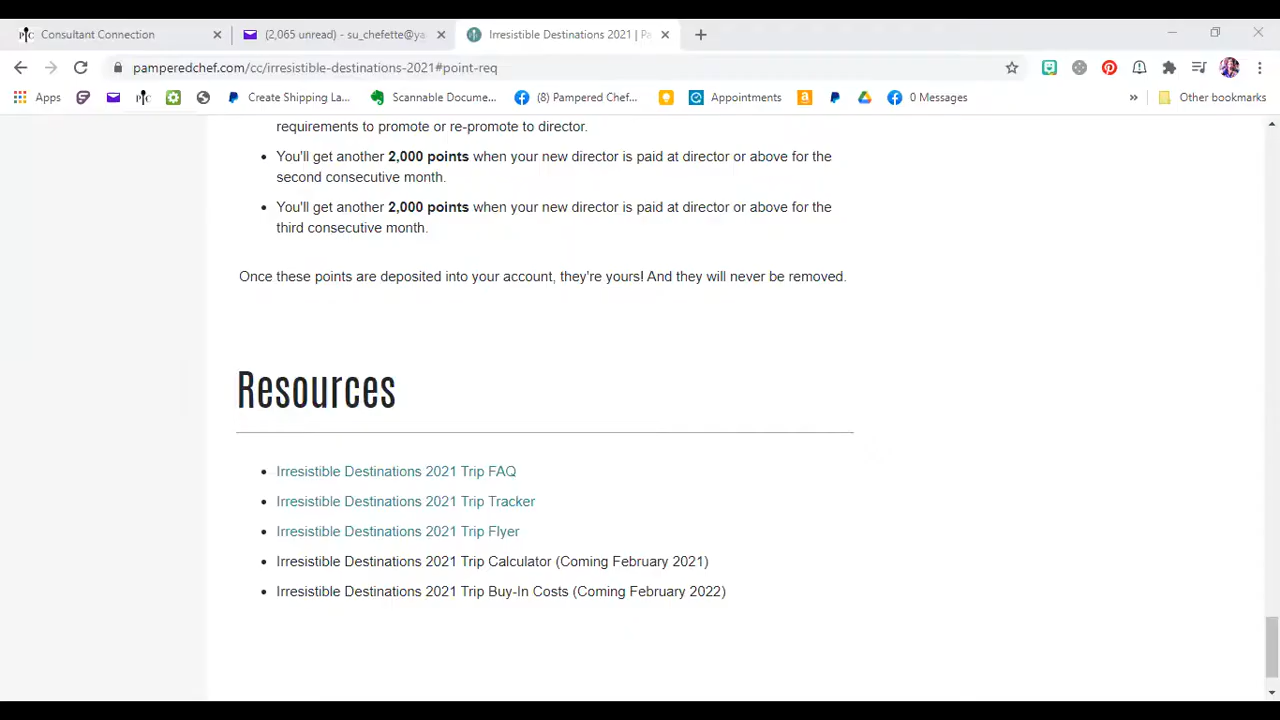 Consultant Connection
(2,065 unread) - su_chefette@ya
Irresistible Destinations 2021 | Pa
pamperedchef.com/cc/irresistible-destinations-2021#point-req
Apps
Create Shipping La...
Scannable Docume...
(8) Pampered Chef...
Appointments
0 Messages
»
Other bookmarks
requirements to promote or re-promote to director.
• You'll get another 2,000 points when your new director is paid at director or above for the
second consecutive month.
• You'll get another 2,000 points when your new director is paid at director or above for the
third consecutive month.
Once these points are deposited into your account, they're yours! And they will never be removed.
Resources
• Irresistible Destinations 2021 Trip FAQ
• Irresistible Destinations 2021 Trip Tracker
• Irresistible Destinations 2021 Trip Flyer
• Irresistible Destinations 2021 Trip Calculator (Coming February 2021)
• Irresistible Destinations 2021 Trip Buy-In Costs (Coming February 2022)